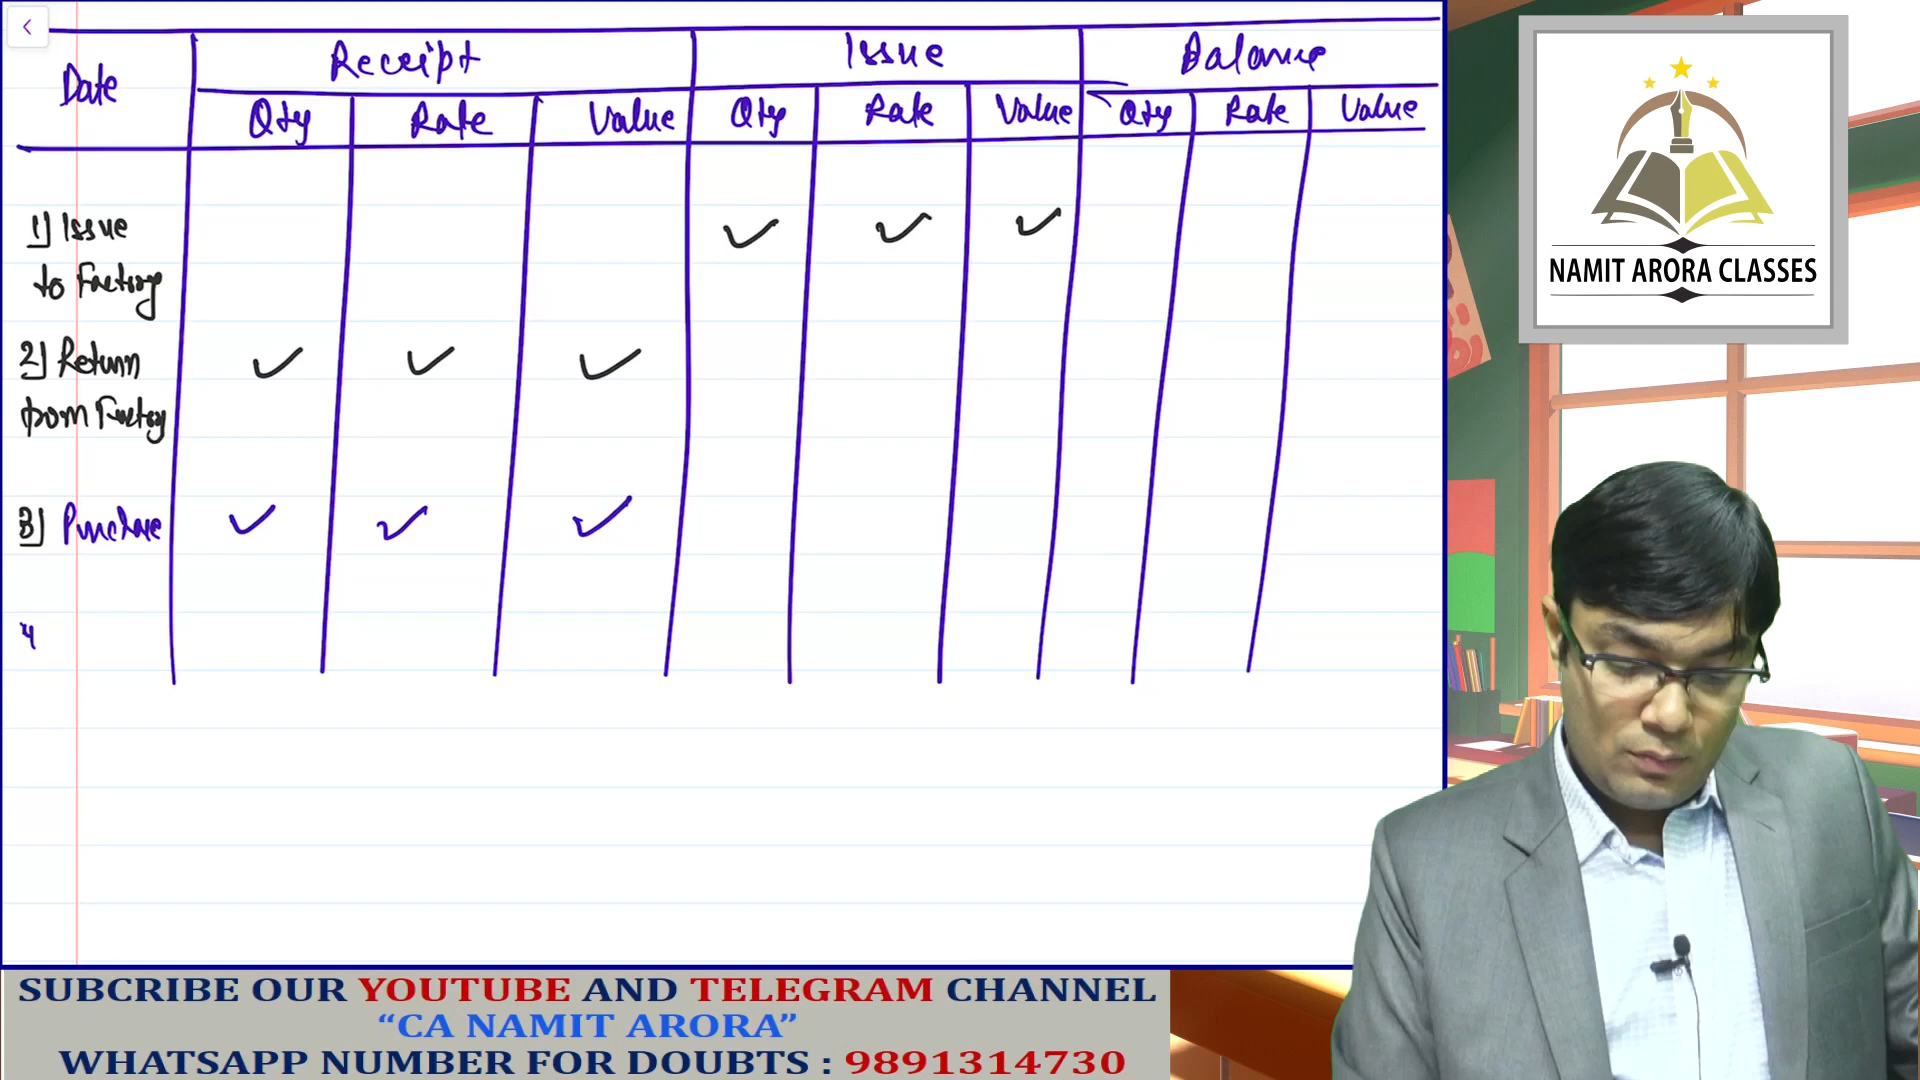 Date Receipt Issue Balance
Qty Rate Value Qty Rate Value Qty Rate Value
1) Issue ✓ ✓ ✓
to Factory
2) Return ✓ ✓ ✓
from Factory
3) Purchase ✓ ✓ ✓
4
NAMIT ARORA CLASSES
SUBCRIBE OUR YOUTUBE AND TELEGRAM CHANNEL
“CA NAMIT ARORA”
WHATSAPP NUMBER FOR DOUBTS : 9891314730